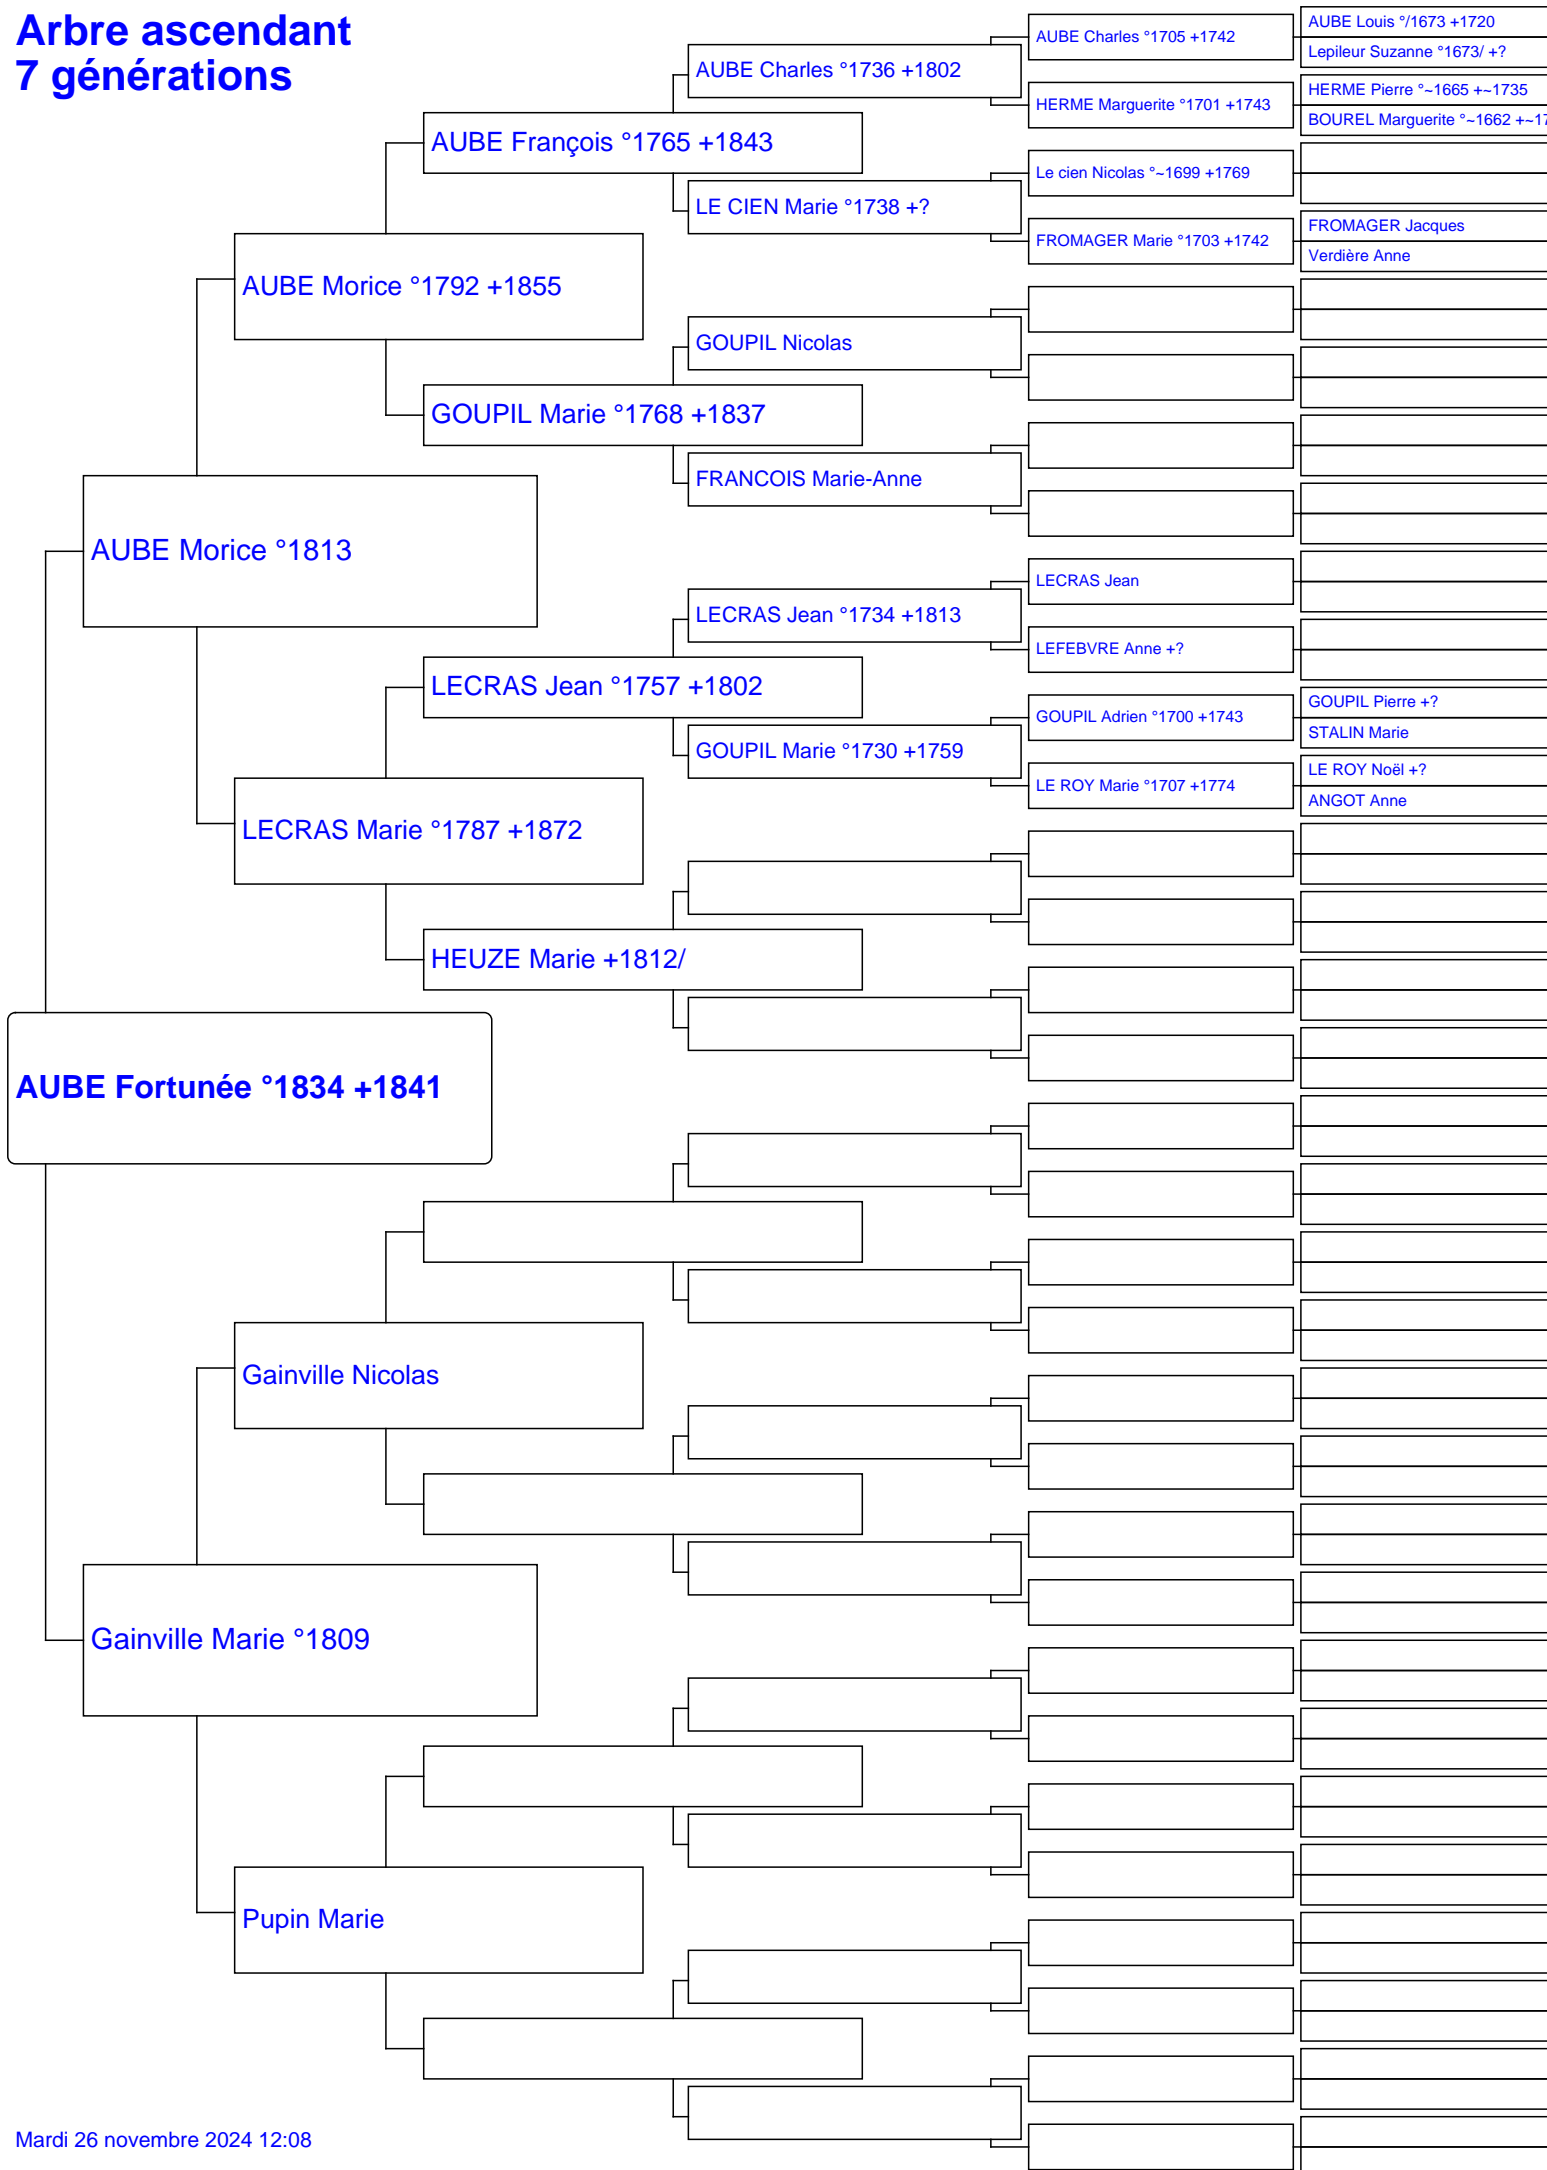 Arbre ascendant
7 générations
AUBE Fortunée °1834 +1841
AUBE Morice °1813
Gainville Marie °1809
AUBE Morice °1792 +1855
LECRAS Marie °1787 +1872
Gainville Nicolas
Pupin Marie
AUBE François °1765 +1843
GOUPIL Marie °1768 +1837
LECRAS Jean °1757 +1802
HEUZE Marie +1812/
AUBE Charles °1736 +1802
LE CIEN Marie °1738 +?
GOUPIL Nicolas
FRANCOIS Marie-Anne
LECRAS Jean °1734 +1813
GOUPIL Marie °1730 +1759
AUBE Charles °1705 +1742
HERME Marguerite °1701 +1743
Le cien Nicolas °~1699 +1769
FROMAGER Marie °1703 +1742
LECRAS Jean
LEFEBVRE Anne +?
GOUPIL Adrien °1700 +1743
LE ROY Marie °1707 +1774
AUBE Louis °/1673 +1720
Lepileur Suzanne °1673/ +?
HERME Pierre °~1665 +~1735
BOUREL Marguerite °~1662 +~17
FROMAGER Jacques
Verdière Anne
GOUPIL Pierre +?
STALIN Marie
LE ROY Noël +?
ANGOT Anne
Mardi 26 novembre 2024 12:08